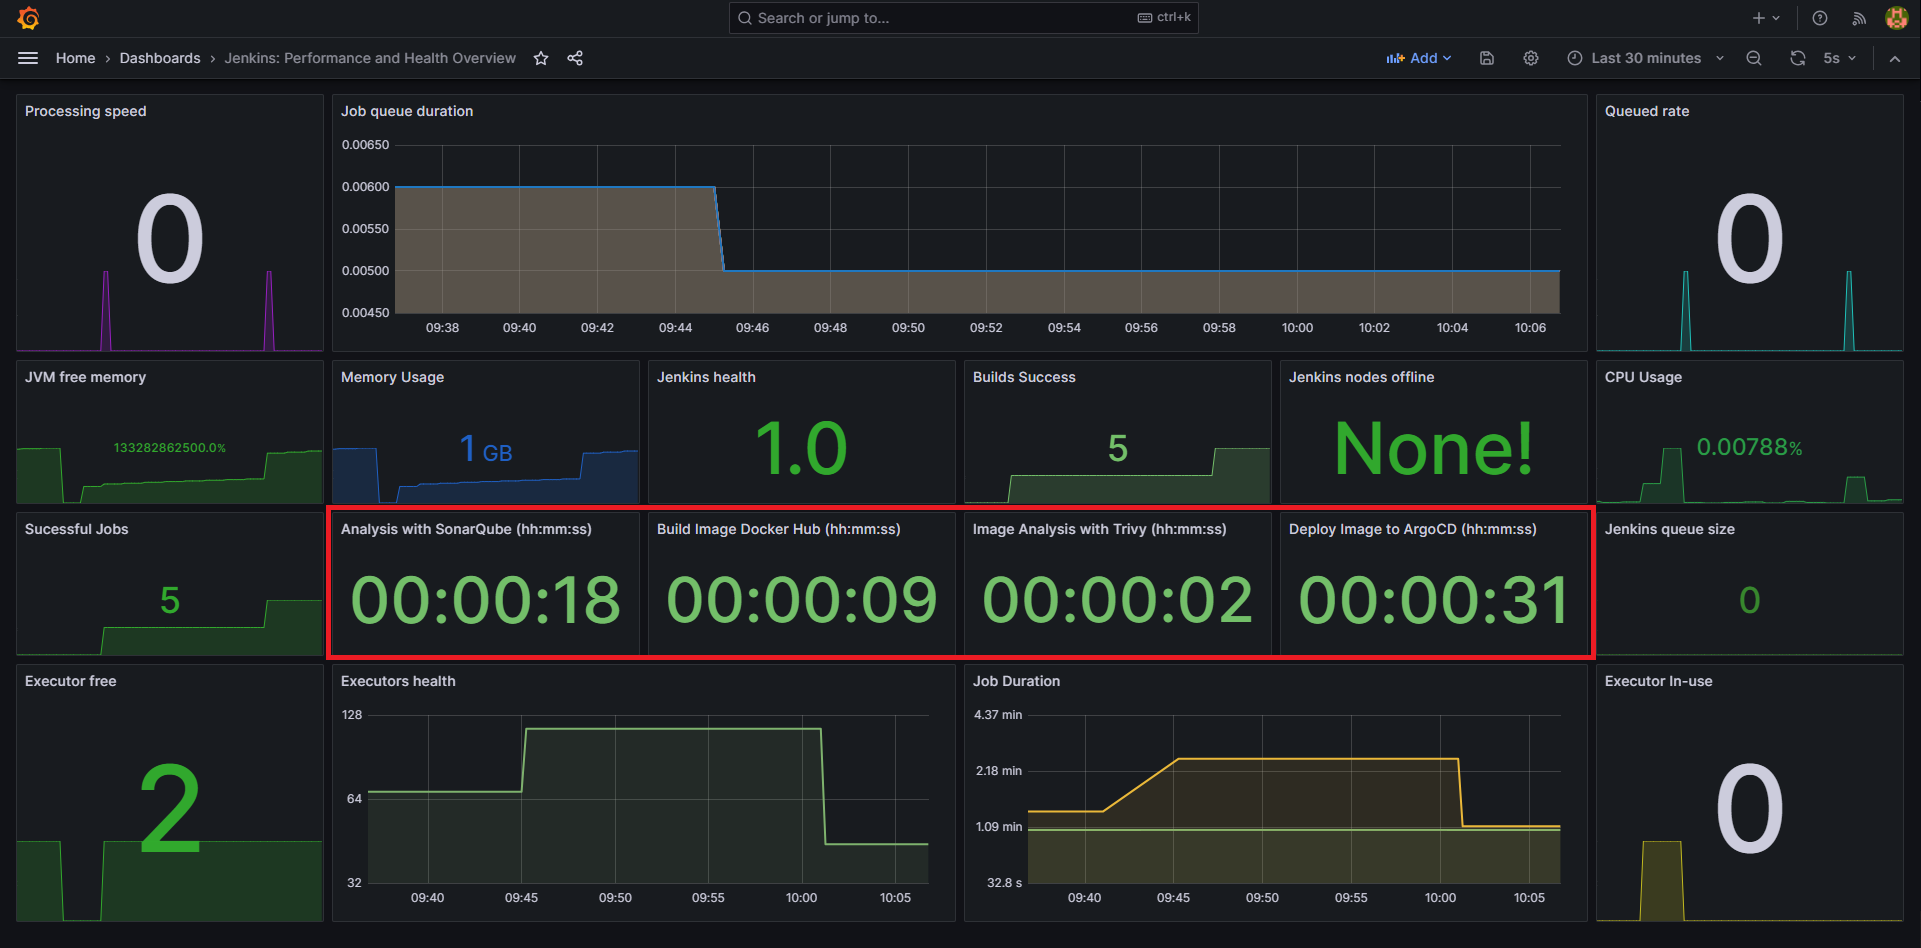 Search or jump to...
ctrl+k
Home › Dashboards › Jenkins: Performance and Health Overview
Add
Last 30 minutes
5s
Processing speed
0
Job queue duration
0.00650
0.00600
0.00550
0.00500
0.00450
09:38 09:40 09:42 09:44 09:46 09:48 09:50 09:52 09:54 09:56 09:58 10:00 10:02 10:04 10:06
Queued rate
0
JVM free memory
133282862500.0%
Memory Usage
1 GB
Jenkins health
1.0
Builds Success
5
Jenkins nodes offline
None!
CPU Usage
0.00788%
Sucessful Jobs
5
Analysis with SonarQube (hh:mm:ss)
00:00:18
Build Image Docker Hub (hh:mm:ss)
00:00:09
Image Analysis with Trivy (hh:mm:ss)
00:00:02
Deploy Image to ArgoCD (hh:mm:ss)
00:00:31
Jenkins queue size
0
Executor free
2
Executors health
128
64
32
09:40 09:45 09:50 09:55 10:00 10:05
Job Duration
4.37 min
2.18 min
1.09 min
32.8 s
09:40 09:45 09:50 09:55 10:00 10:05
Executor In-use
0